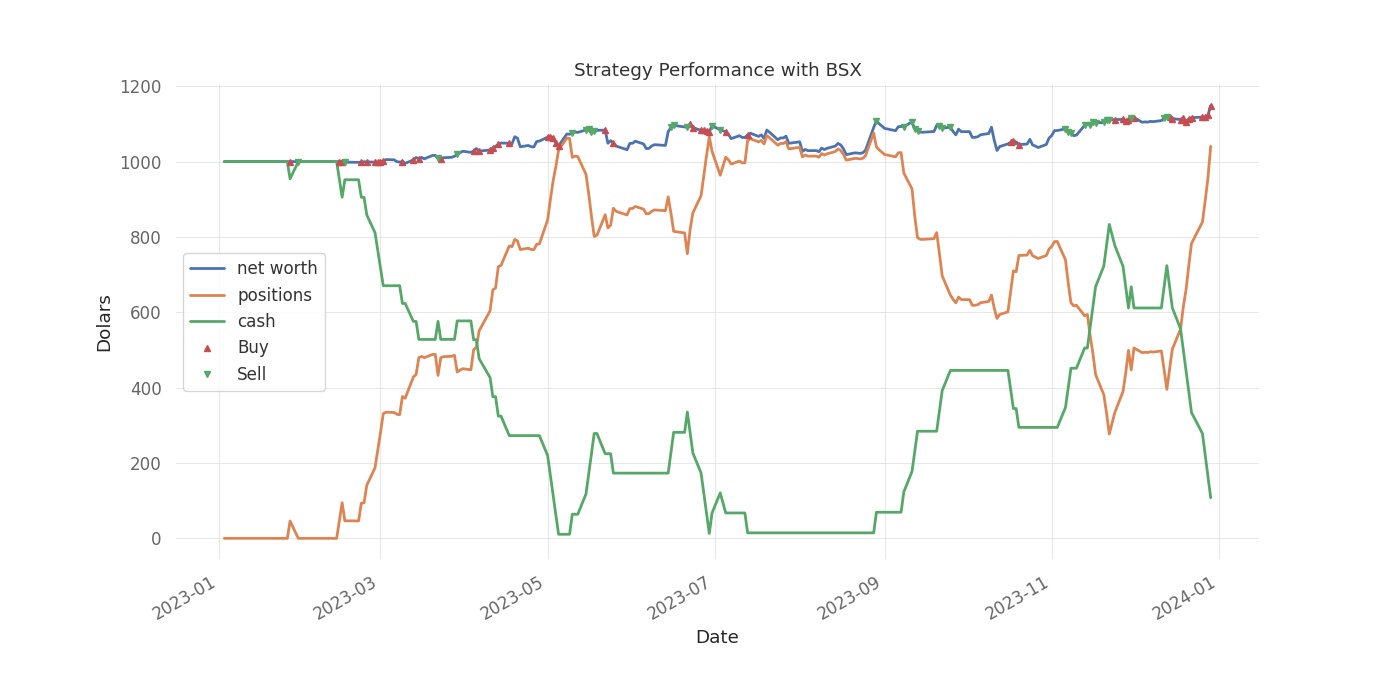 Strategy Performance with BSX
1200
1000
800
600
400
200
0
Dolars
net worth
positions
cash
Buy
Sell
2023-01
2023-03
2023-05
2023-07
2023-09
2023-11
2024-01
Date